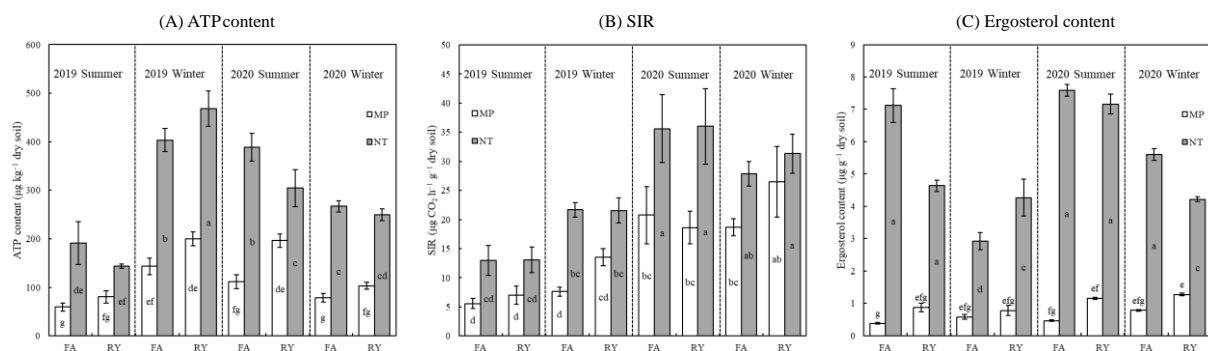 (A) ATP content
600
500
400
300
200
100
0
ATP content (µg kg⁻¹ dry soil)
2019 Summer
2019 Winter
2020 Summer
2020 Winter
MP
NT
g
de
fg
ef
ef
b
de
a
fg
b
de
c
fg
c
fg
cd
FA
RY
FA
RY
FA
RY
FA
RY
(B) SIR
50
45
40
35
30
25
20
15
10
5
0
SIR (µg CO₂ h⁻¹ g⁻¹ dry soil)
2019 Summer
2019 Winter
2020 Summer
2020 Winter
MP
NT
d
cd
d
cd
d
bc
cd
bc
bc
a
bc
a
bc
ab
ab
a
FA
RY
FA
RY
FA
RY
FA
RY
(C) Ergosterol content
9
8
7
6
5
4
3
2
1
0
Ergosterol content (µg g⁻¹ dry soil)
2019 Summer
2019 Winter
2020 Summer
2020 Winter
MP
NT
g
a
efg
a
efg
d
efg
c
fg
a
ef
a
efg
a
e
c
FA
RY
FA
RY
FA
RY
FA
RY